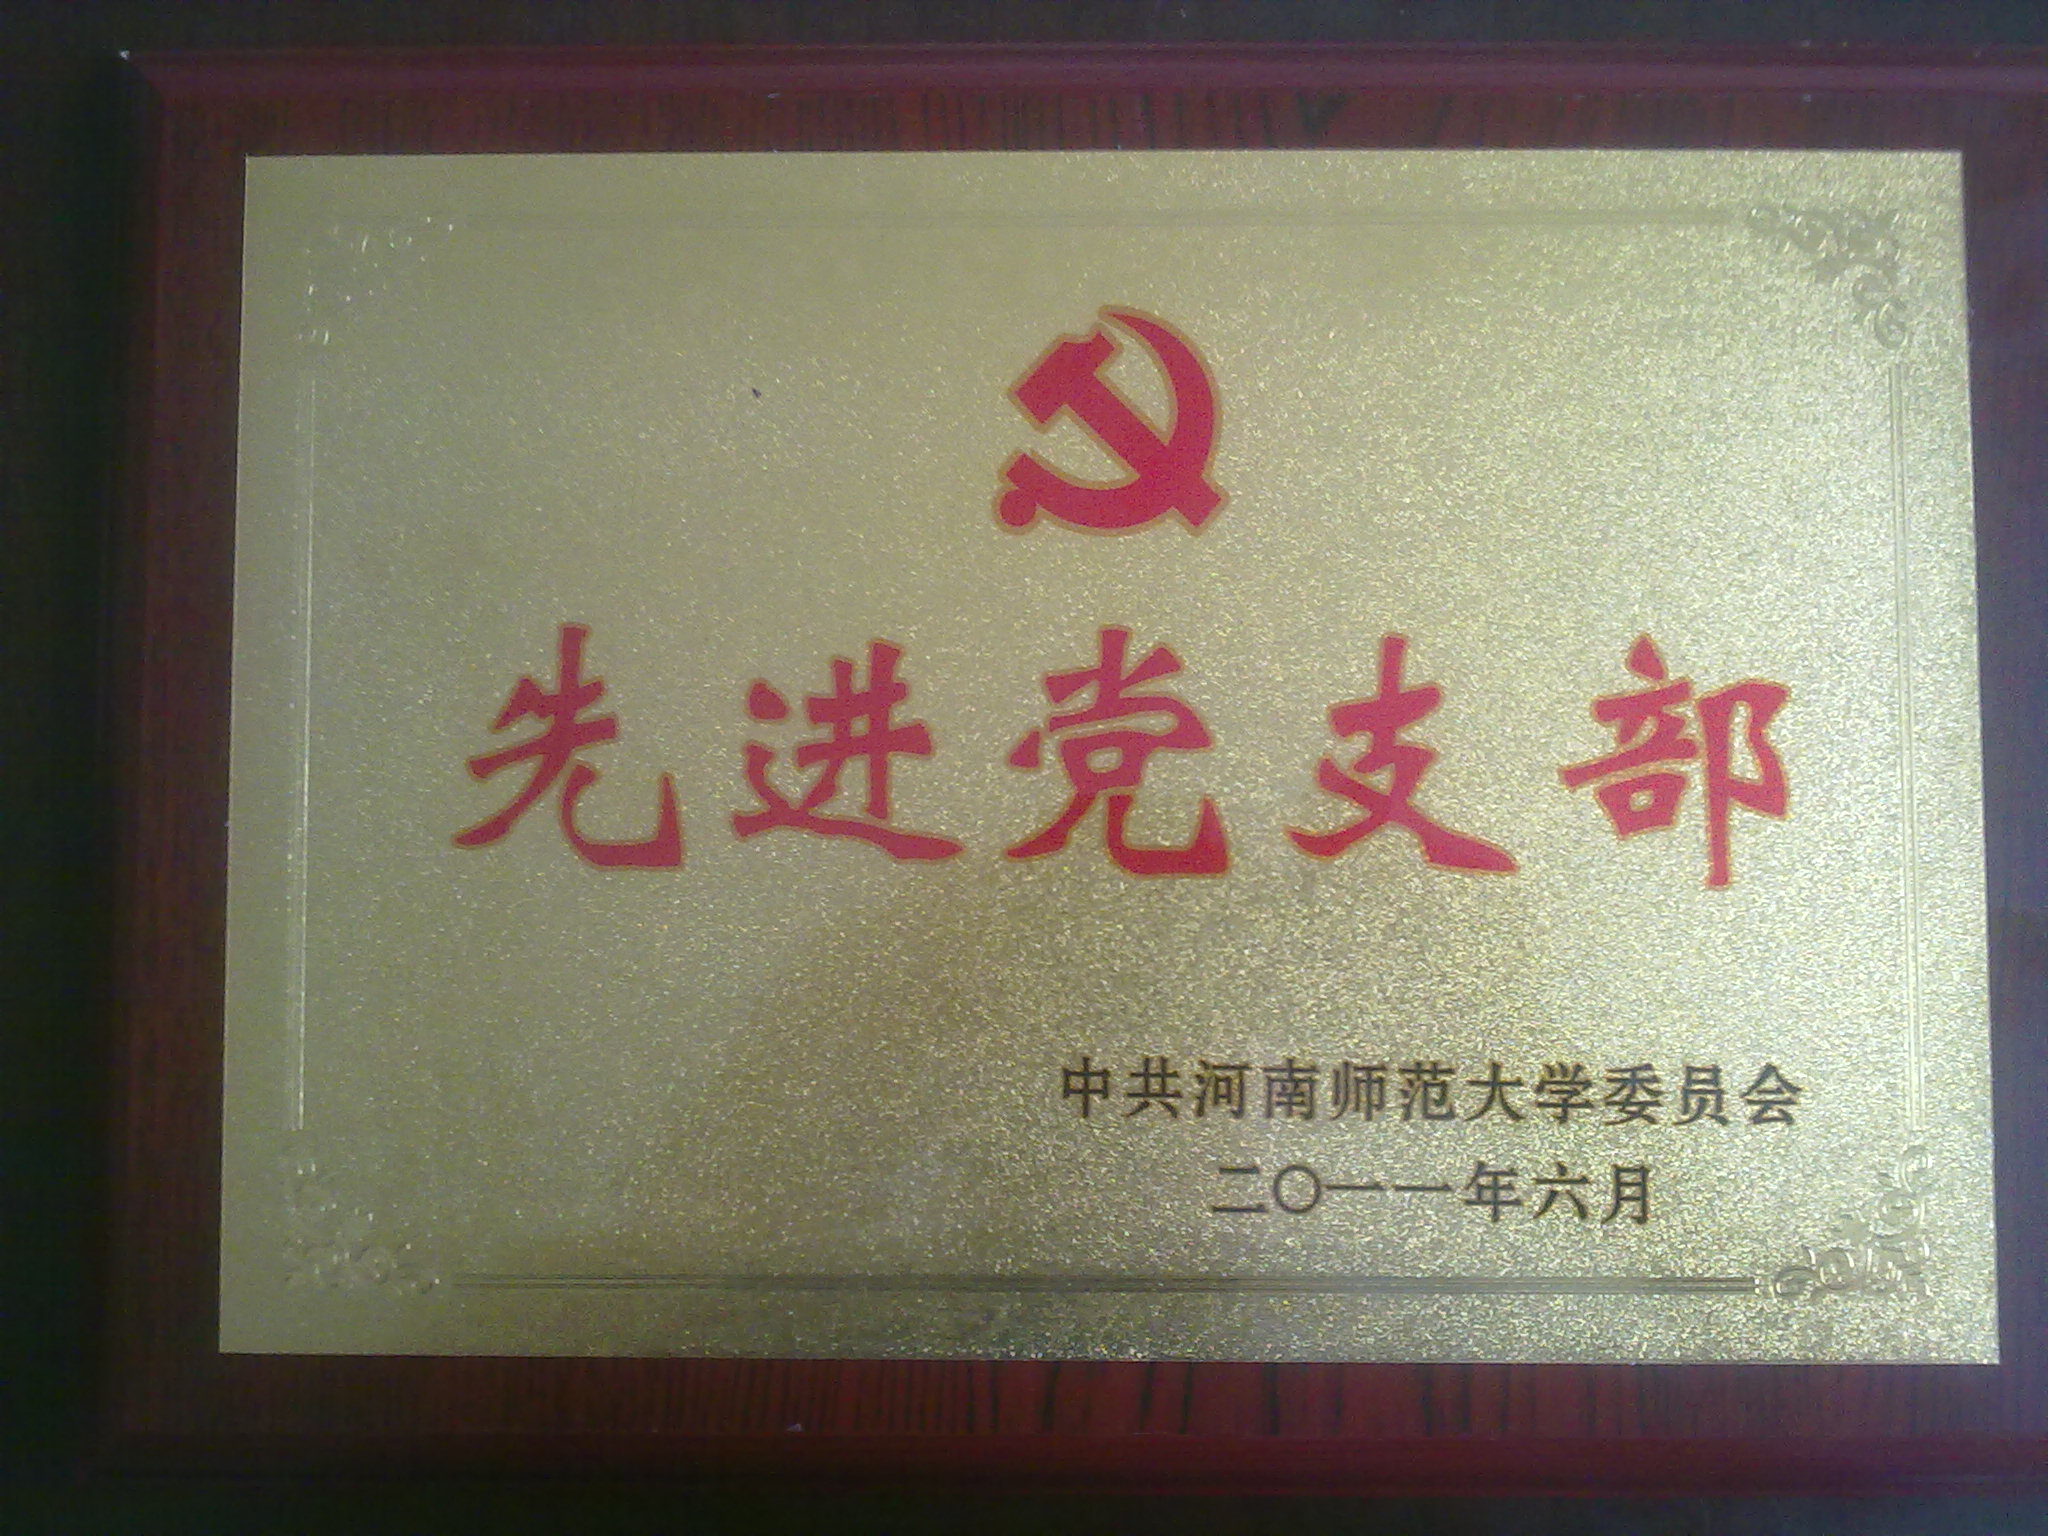 先进党支部
中共河南师范大学委员会
二〇一一年六月